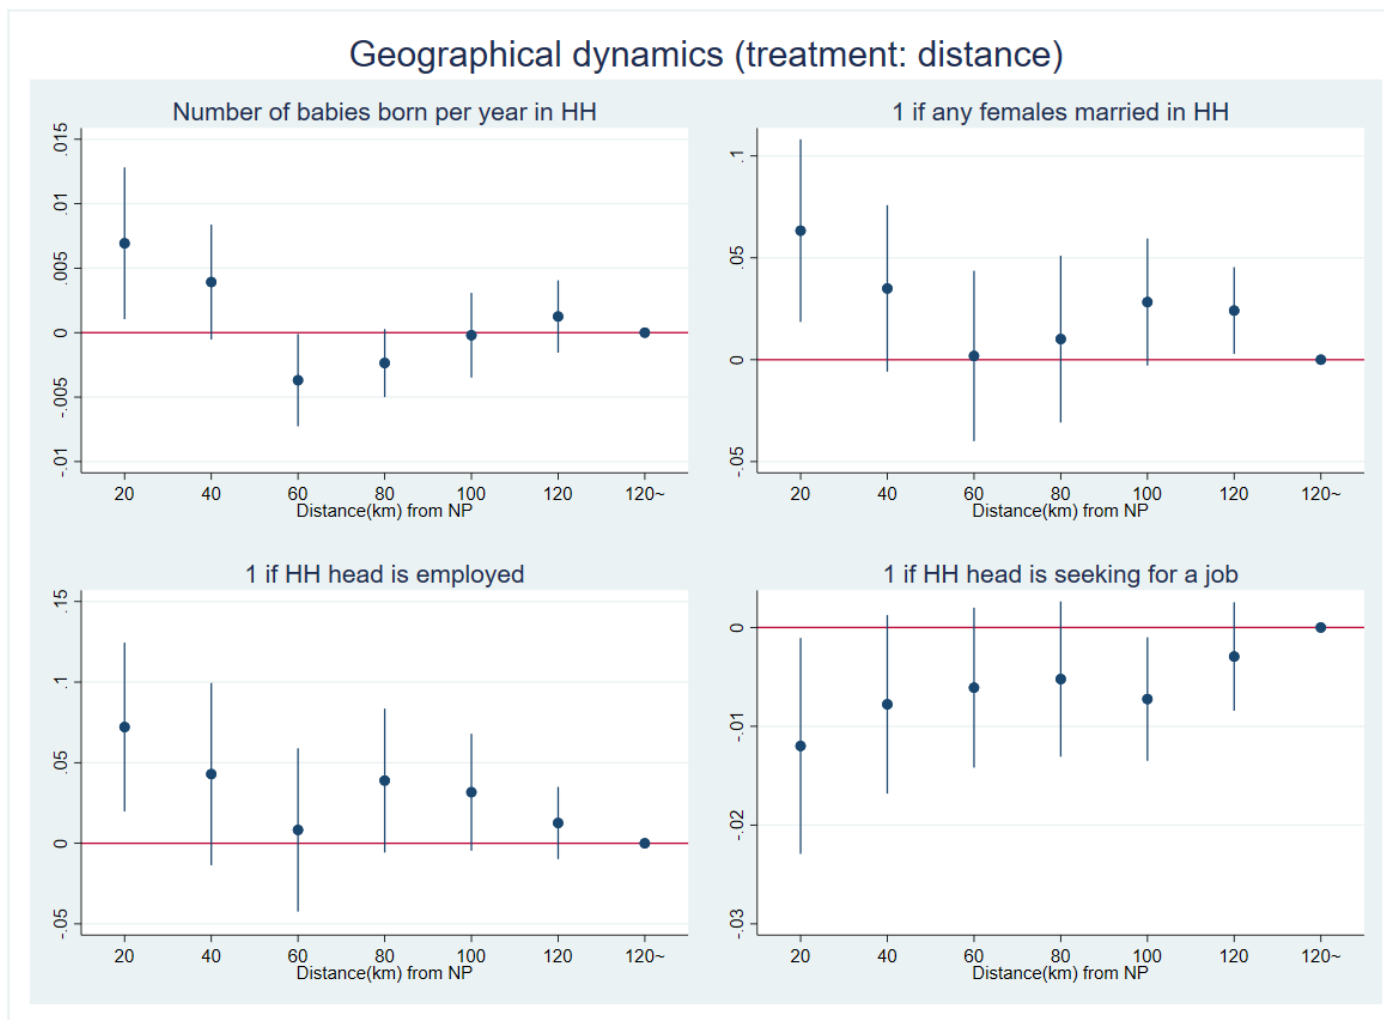 Geographical dynamics (treatment: distance)
Number of babies born per year in HH
.015
.01
.005
0
-.005
-.01
20 40 60 80 100 120 120~
Distance(km) from NP
1 if any females married in HH
.1
.05
0
-.05
20 40 60 80 100 120 120~
Distance(km) from NP
1 if HH head is employed
.15
.1
.05
0
-.05
20 40 60 80 100 120 120~
Distance(km) from NP
1 if HH head is seeking for a job
0
-.01
-.02
-.03
20 40 60 80 100 120 120~
Distance(km) from NP